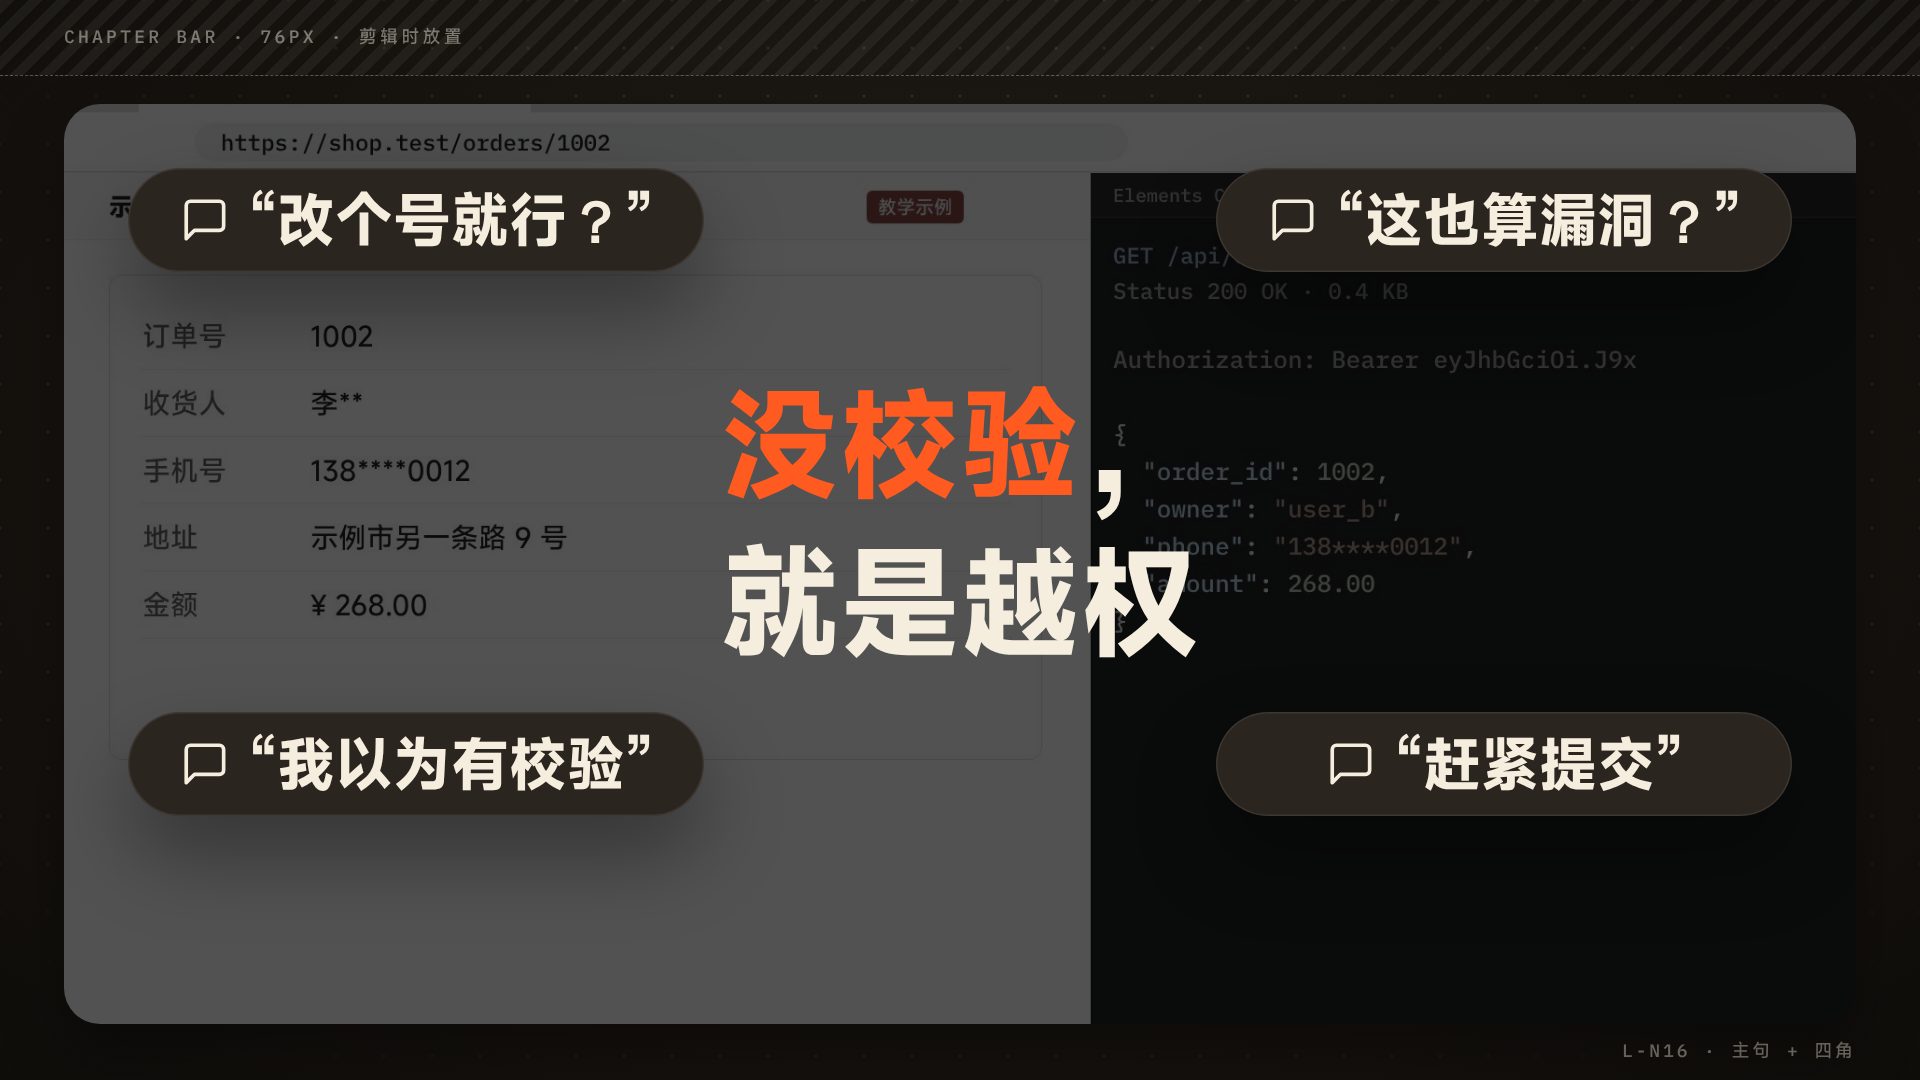 CHAPTER BAR · 76PX · 剪辑时放置
https://shop.test/orders/1002
“改个号就行？”
教学示例
Elements
“这也算漏洞？”
GET /api/
Status 200 OK · 0.4 KB
订单号 1002
收货人 李**
手机号 138****0012
地址 示例市另一条路 9 号
金额 ¥ 268.00
Authorization: Bearer eyJhbGciOi.J9x
{
"order_id": 1002,
"owner": "user_b",
"phone": "138****0012",
"amount": 268.00
}
没校验，
就是越权
“我以为有校验”
“赶紧提交”
L-N16 · 主句 + 四角